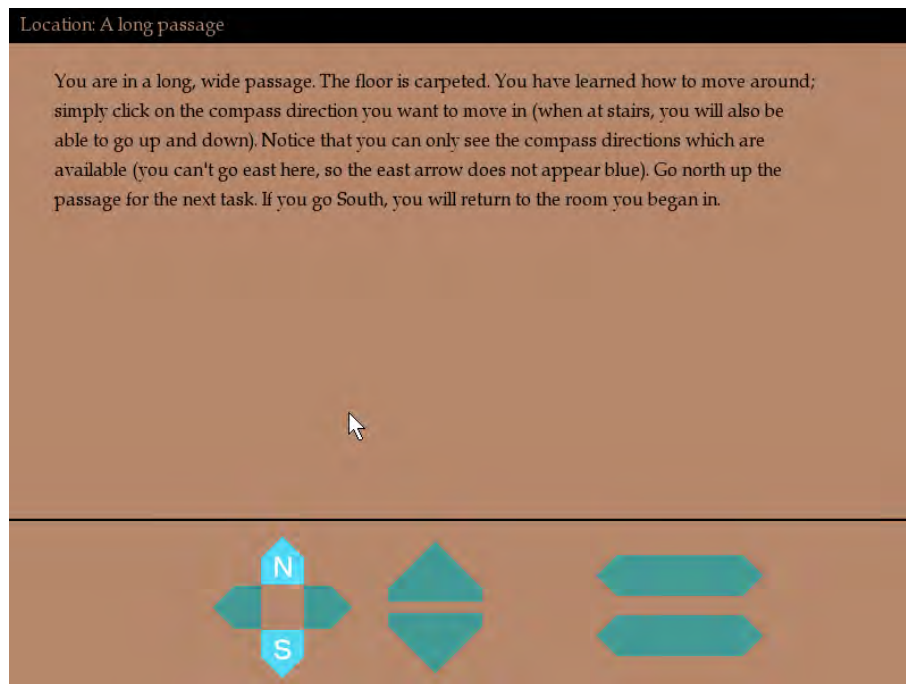 Location: A long passage
You are in a long, wide passage. The floor is carpeted. You have learned how to move around;
simply click on the compass direction you want to move in (when at stairs, you will also be
able to go up and down). Notice that you can only see the compass directions which are
available (you can't go east here, so the east arrow does not appear blue). Go north up the
passage for the next task. If you go South, you will return to the room you began in.
N
S